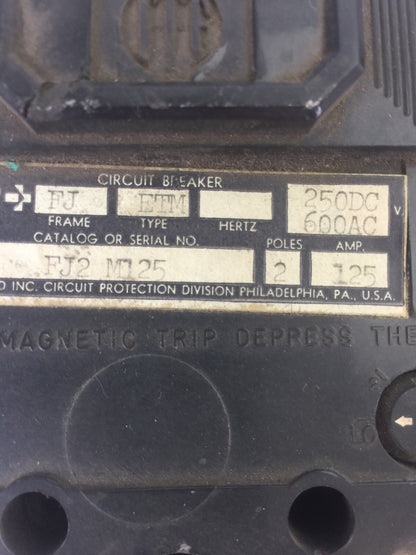 CIRCUIT BREAKER
FJ ETM 250DC V.
600AC
FRAME TYPE HERTZ
CATALOG OR SERIAL NO. POLES AMP.
FJ2 M125 2 125
INC. CIRCUIT PROTECTION DIVISION PHILADELPHIA, PA., U.S.A.
MAGNETIC TRIP DEPRESS THE